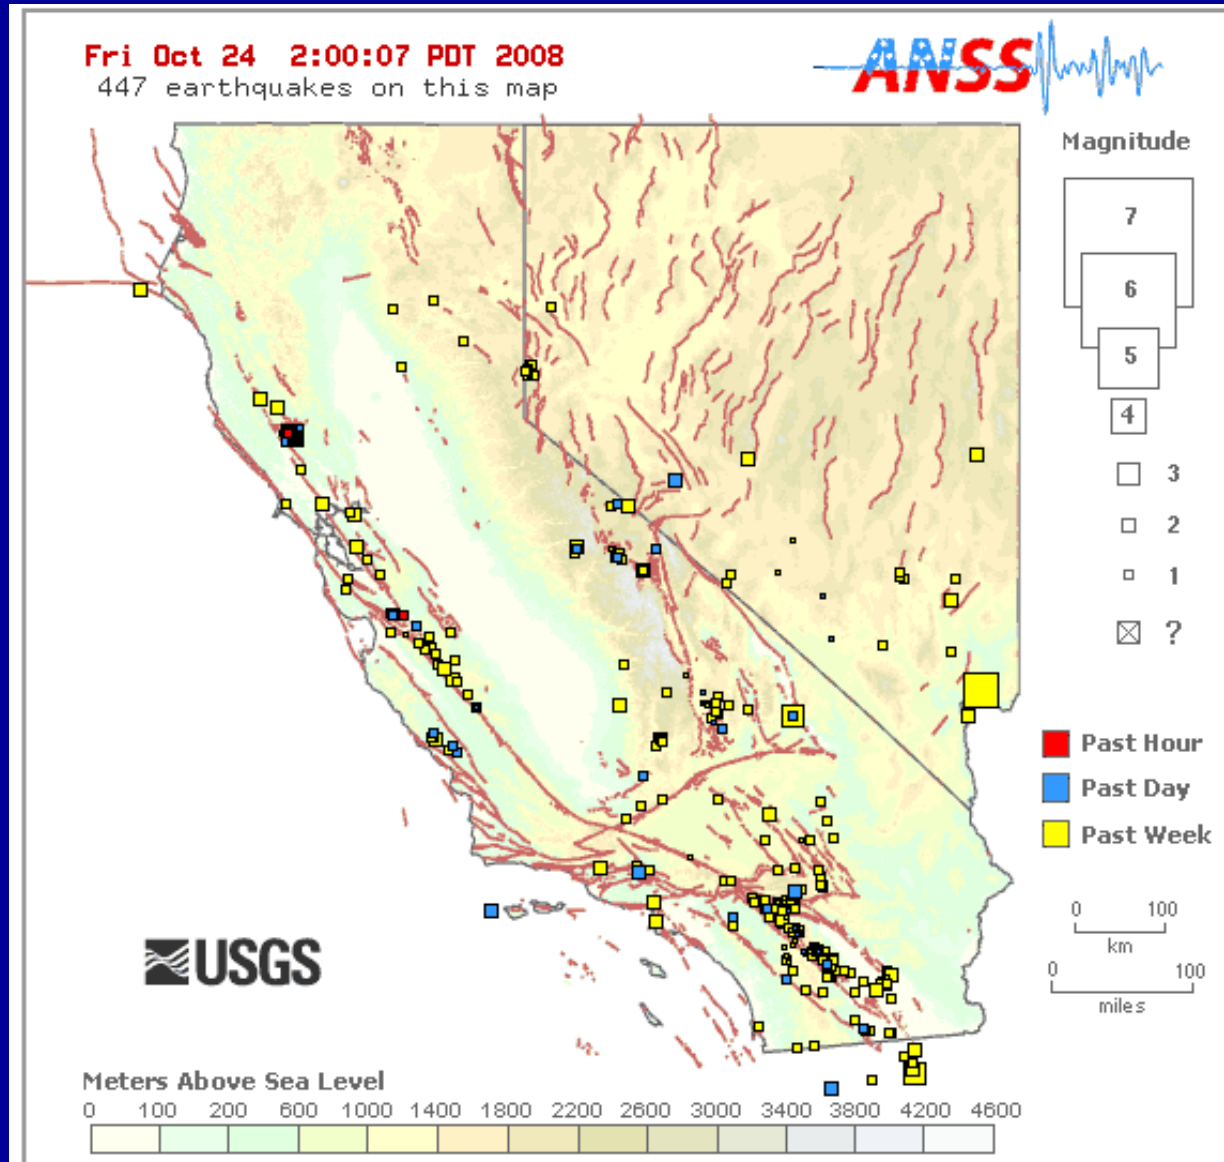 Fri Oct 24 2:00:07 PDT 2008
447 earthquakes on this map
ANSS
Magnitude
7
6
5
4
3
2
1
?
Past Hour
Past Day
Past Week
0 100
km
0 100
miles
USGS
Meters Above Sea Level
0 100 200 600 1000 1400 1800 2200 2600 3000 3400 3800 4200 4600